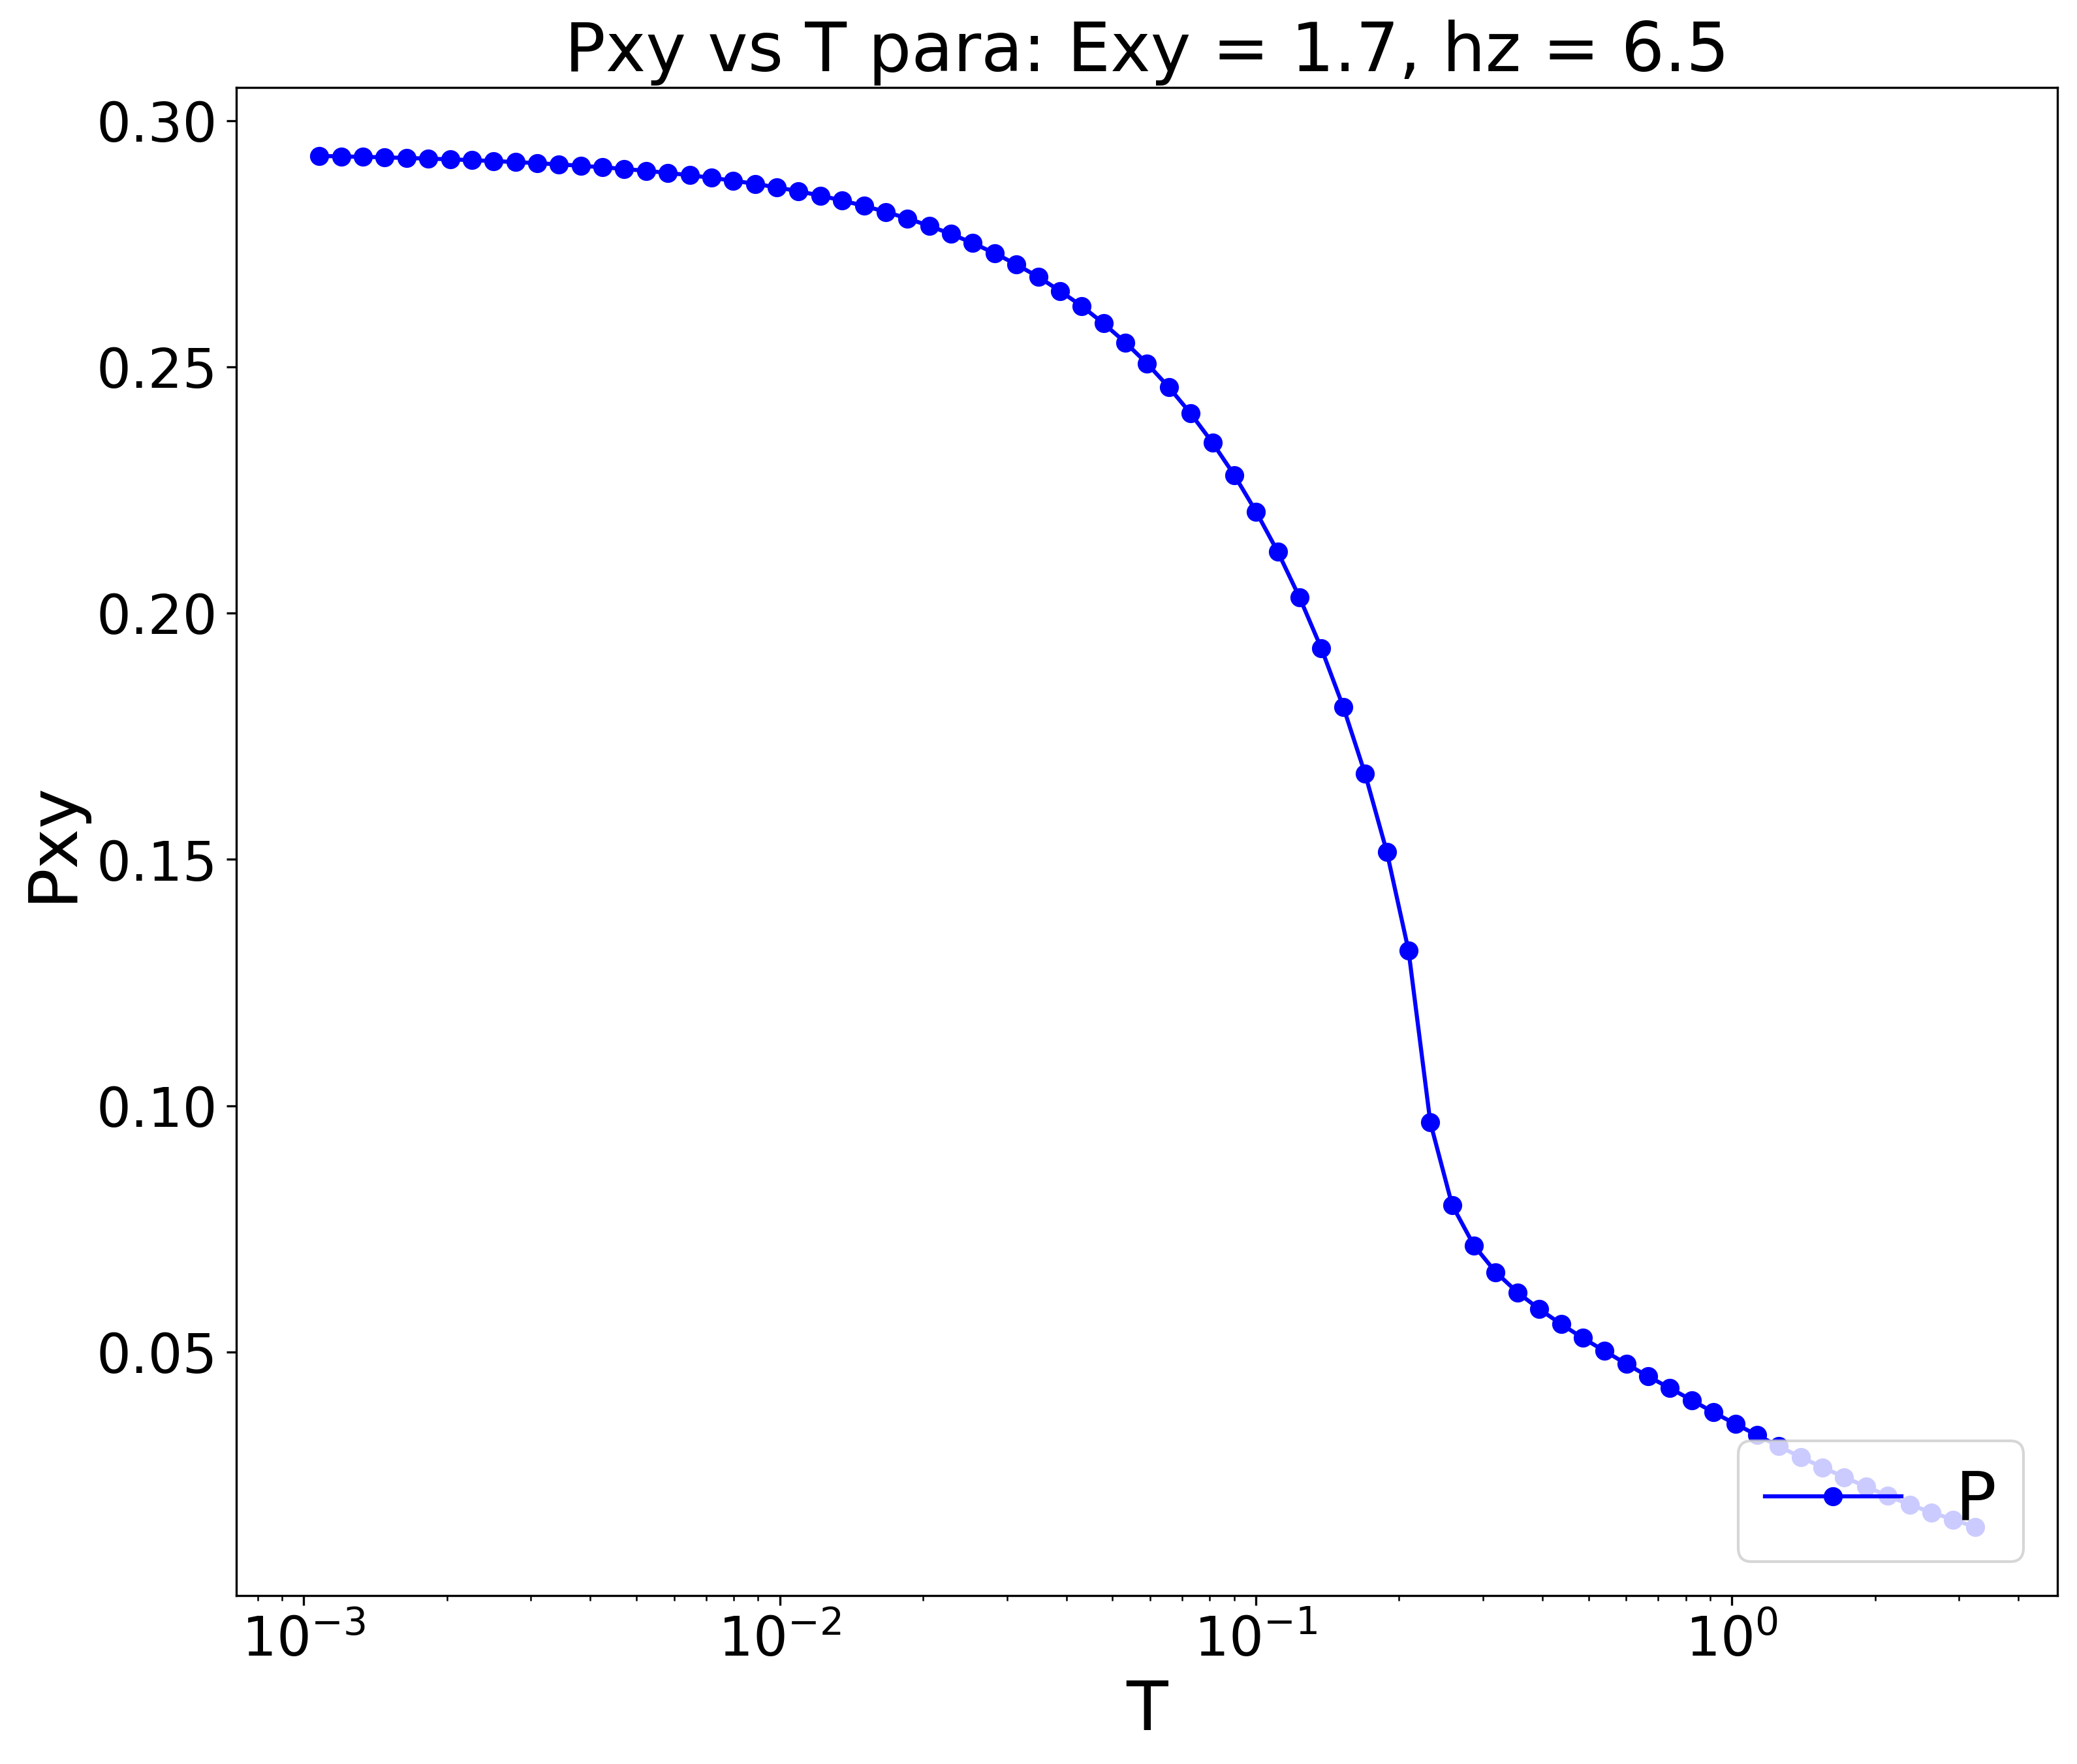 Pxy vs T para: Exy = 1.7, hz = 6.5
0.30
0.25
0.20
0.15
0.10
0.05
Pxy
P
10⁻³ 10⁻² 10⁻¹ 10⁰
T